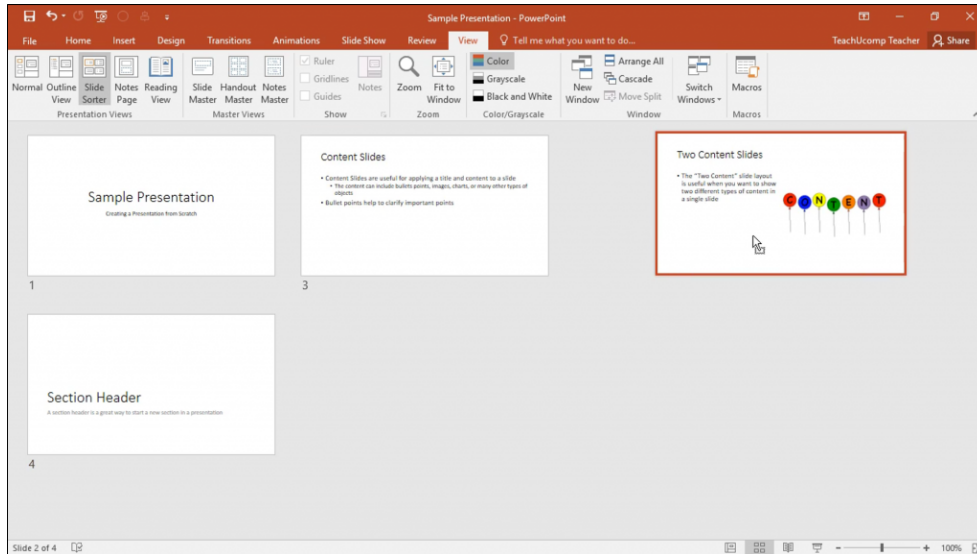 Sample Presentation - PowerPoint
File Home Insert Design Transitions Animations Slide Show Review View Tell me what you want to do... TeachUcomp Teacher Share
Normal Outline View Slide Sorter Notes Page Reading View
Presentation Views
Slide Master Handout Master Notes Master
Master Views
Ruler
Gridlines
Guides
Notes
Show
Zoom Fit to Window
Zoom
Color
Grayscale
Black and White
Color/Grayscale
New Window
Arrange All
Cascade
Move Split
Switch Windows
Window
Macros
Macros
Sample Presentation
Creating a Presentation from Scratch
1
Content Slides
• Content Slides are useful for applying a title and content to a slide
• The content can include bullets points, images, charts, or many other types of
objects
• Bullet points help to clarify important points
3
Two Content Slides
• The "Two Content" slide layout
is useful when you want to show
two different types of content in
a single slide
CONTENT
Section Header
A section header is a great way to start a new section in a presentation
4
Slide 2 of 4
100%